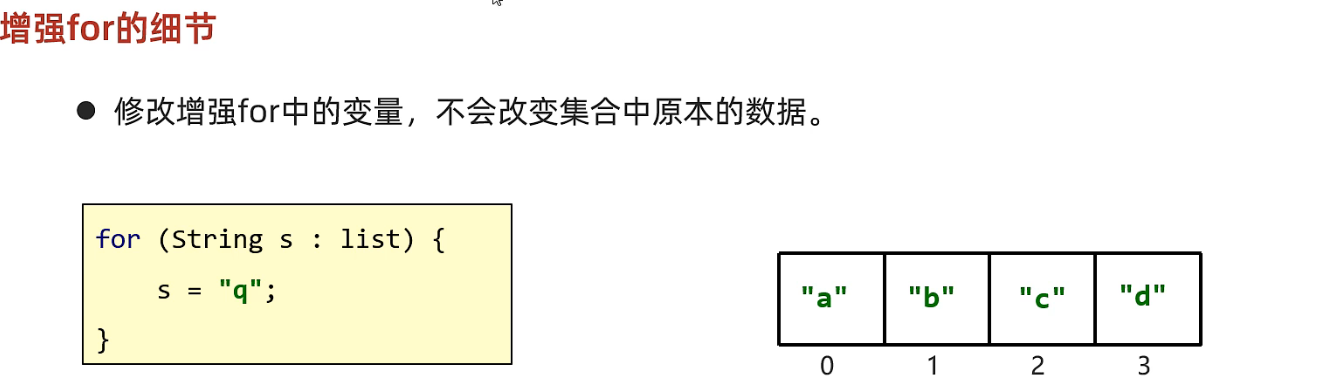 增强for的细节
● 修改增强for中的变量，不会改变集合中原本的数据。
for (String s : list) {
    s = "q";
}
"a" "b" "c" "d"
0 1 2 3